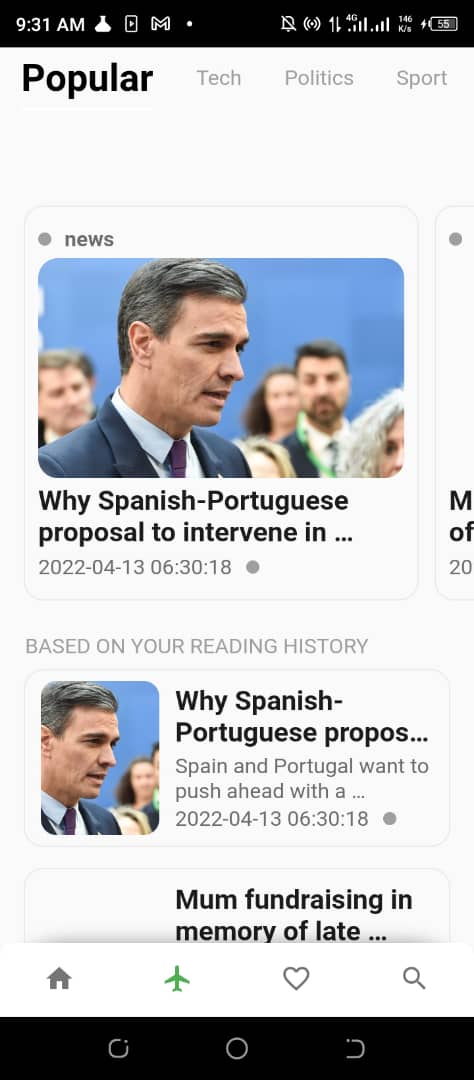 9:31 AM 4G 146 K/s 55
Popular Tech Politics Sport
news
Why Spanish-Portuguese
proposal to intervene in ...
2022-04-13 06:30:18
M
of
20
BASED ON YOUR READING HISTORY
Why Spanish-
Portuguese propos...
Spain and Portugal want to
push ahead with a ...
2022-04-13 06:30:18
Mum fundraising in
memory of late ...